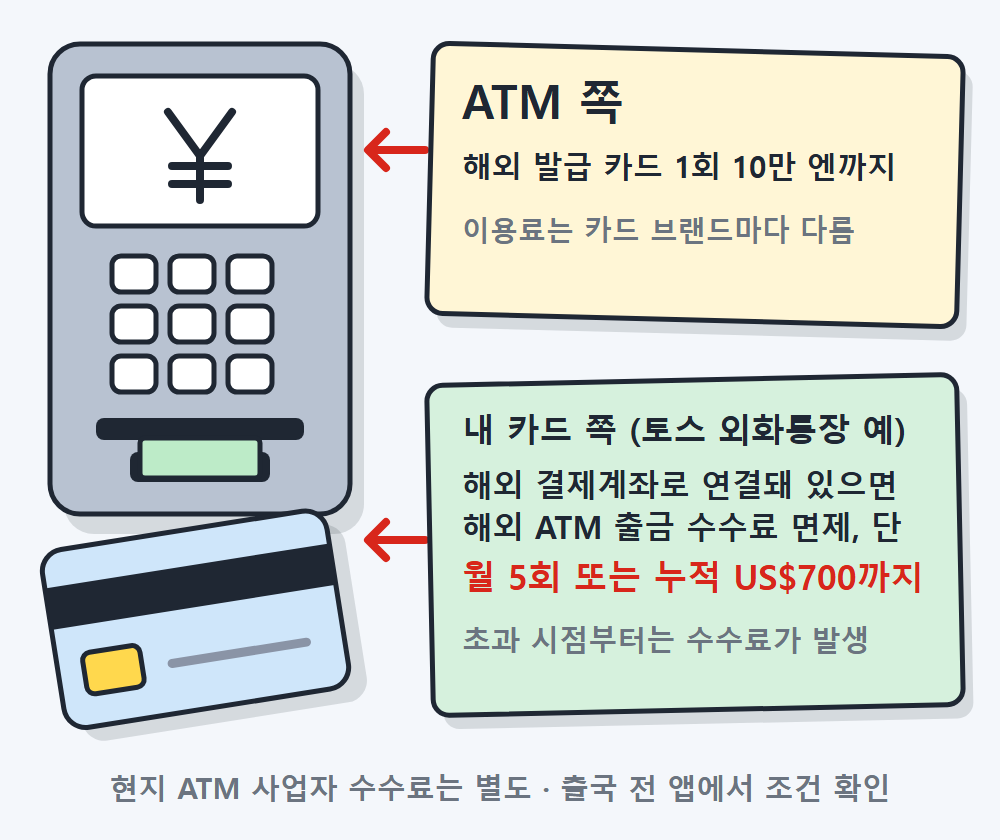 ¥
ATM 쪽
해외 발급 카드 1회 10만 엔까지
이용료는 카드 브랜드마다 다름
내 카드 쪽 (토스 외화통장 예)
해외 결제계좌로 연결돼 있으면
해외 ATM 출금 수수료 면제, 단
월 5회 또는 누적 US$700까지
초과 시점부터는 수수료가 발생
현지 ATM 사업자 수수료는 별도 · 출국 전 앱에서 조건 확인